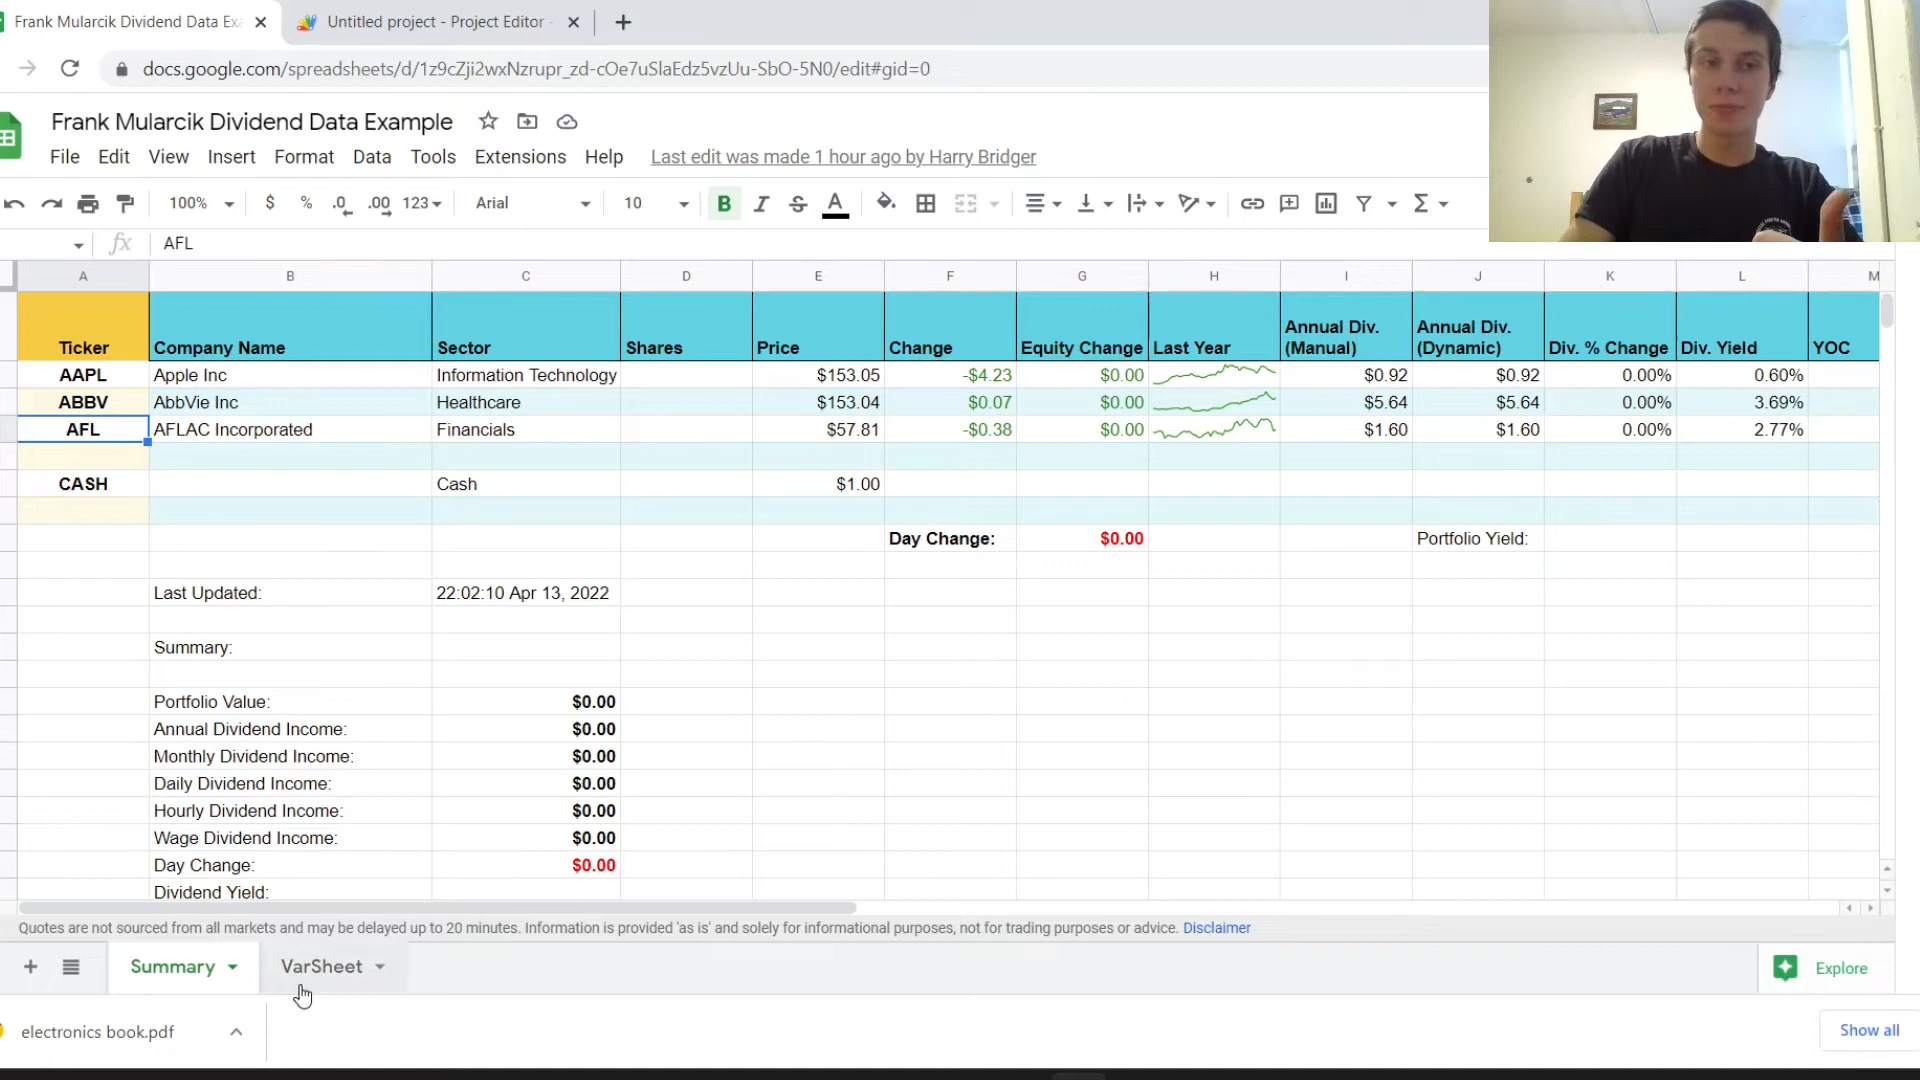 Frank Mularcik Dividend Data Exa
Untitled project - Project Editor -
docs.google.com/spreadsheets/d/1z9cZji2wxNzrupr_zd-cOe7uSlaEdz5vzUu-SbO-5N0/edit#gid=0
Frank Mularcik Dividend Data Example
File Edit View Insert Format Data Tools Extensions Help Last edit was made 1 hour ago by Harry Bridger
100% $ % .0 .00 123 Arial 10 B I S A Σ
fx AFL
A B C D E F G H I J K L M
Ticker Company Name Sector Shares Price Change Equity Change Last Year Annual Div. (Manual) Annual Div. (Dynamic) Div. % Change Div. Yield YOC
AAPL Apple Inc Information Technology $153.05 -$4.23 $0.00 $0.92 $0.92 0.00% 0.60%
ABBV AbbVie Inc Healthcare $153.04 $0.07 $0.00 $5.64 $5.64 0.00% 3.69%
AFL AFLAC Incorporated Financials $57.81 -$0.38 $0.00 $1.60 $1.60 0.00% 2.77%
CASH Cash $1.00
Day Change: $0.00 Portfolio Yield:
Last Updated: 22:02:10 Apr 13, 2022
Summary:
Portfolio Value: $0.00
Annual Dividend Income: $0.00
Monthly Dividend Income: $0.00
Daily Dividend Income: $0.00
Hourly Dividend Income: $0.00
Wage Dividend Income: $0.00
Day Change: $0.00
Dividend Yield:
Quotes are not sourced from all markets and may be delayed up to 20 minutes. Information is provided 'as is' and solely for informational purposes, not for trading purposes or advice. Disclaimer
+ Summary VarSheet Explore
electronics book.pdf Show all